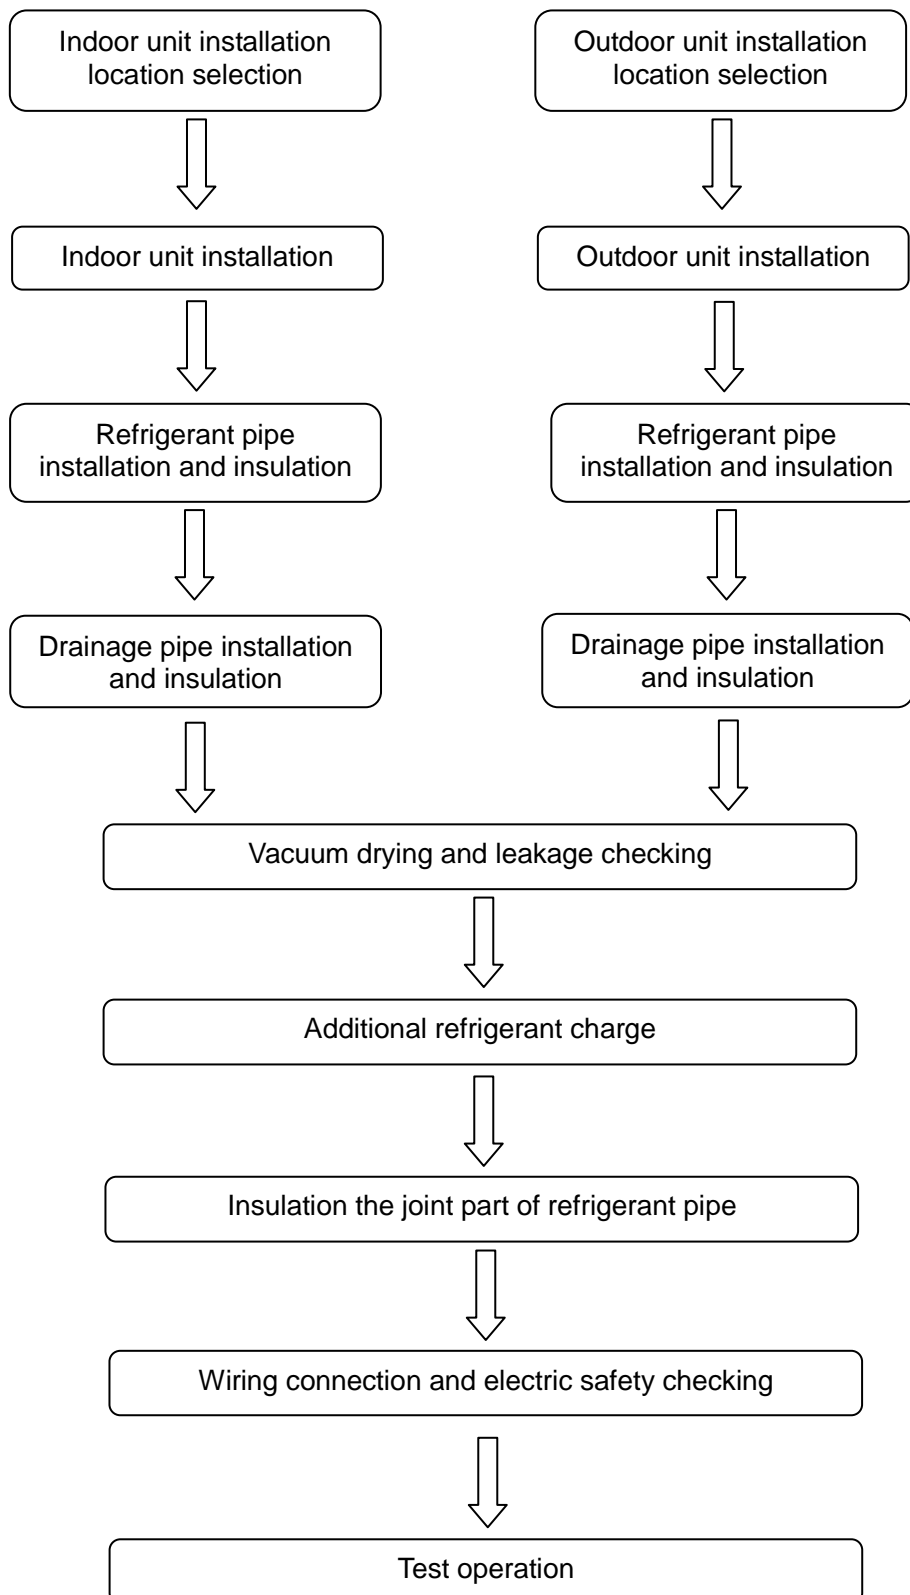 Indoor unit installation
location selection
Outdoor unit installation
location selection
Indoor unit installation
Outdoor unit installation
Refrigerant pipe
installation and insulation
Refrigerant pipe
installation and insulation
Drainage pipe installation
and insulation
Drainage pipe installation
and insulation
Vacuum drying and leakage checking
Additional refrigerant charge
Insulation the joint part of refrigerant pipe
Wiring connection and electric safety checking
Test operation